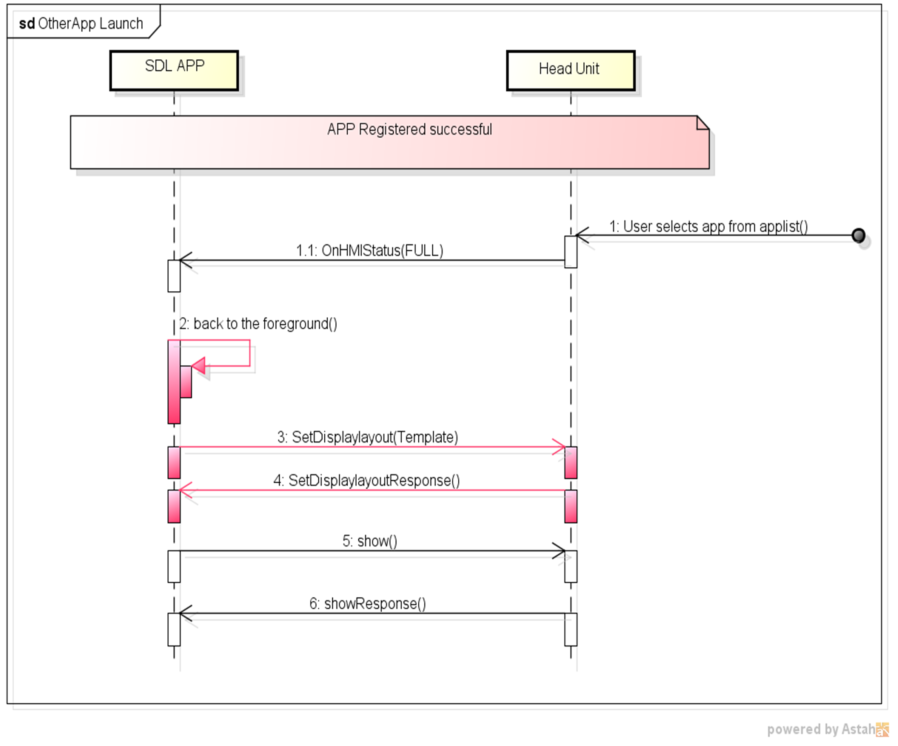 sd OtherApp Launch
SDL APP
Head Unit
APP Registered successful
1: User selects app from applist()
1.1: OnHMIStatus(FULL)
2: back to the foreground()
3: SetDisplaylayout(Template)
4: SetDisplaylayoutResponse()
5: show()
6: showResponse()
powered by Astah